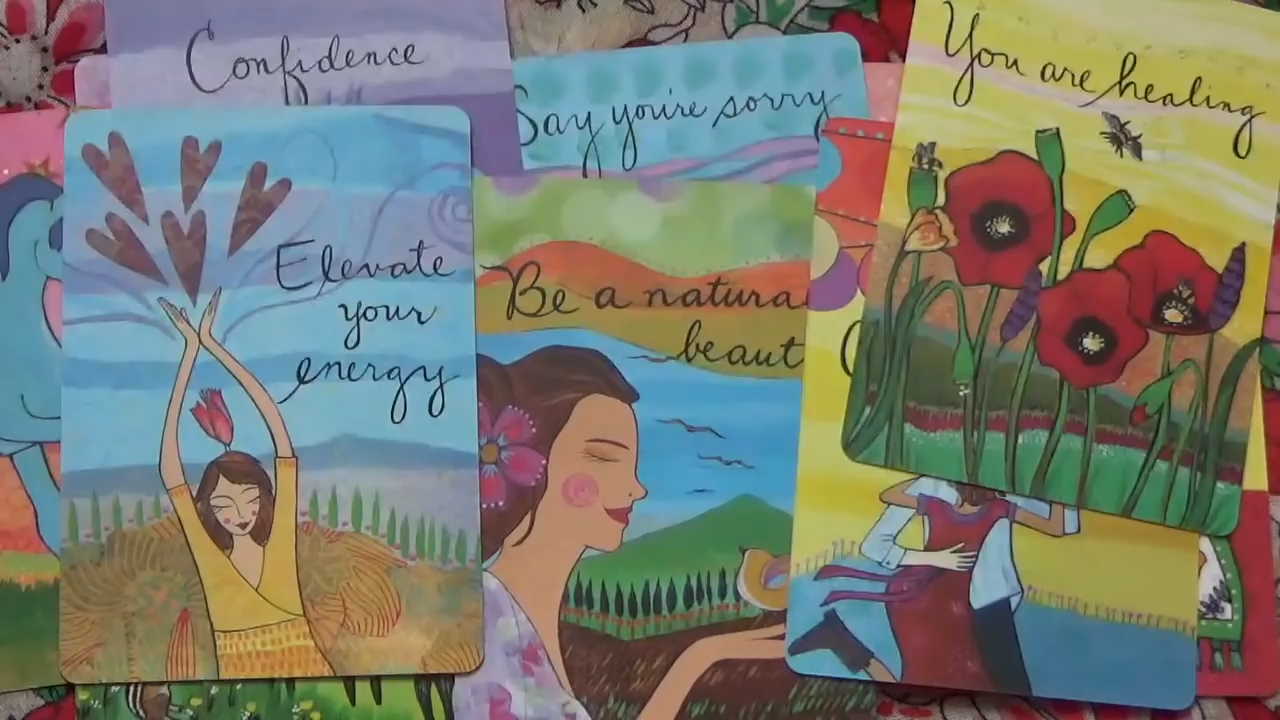 Confidence
Say you're sorry
You are healing
Elevate
your
energy
Be a natura
beaut